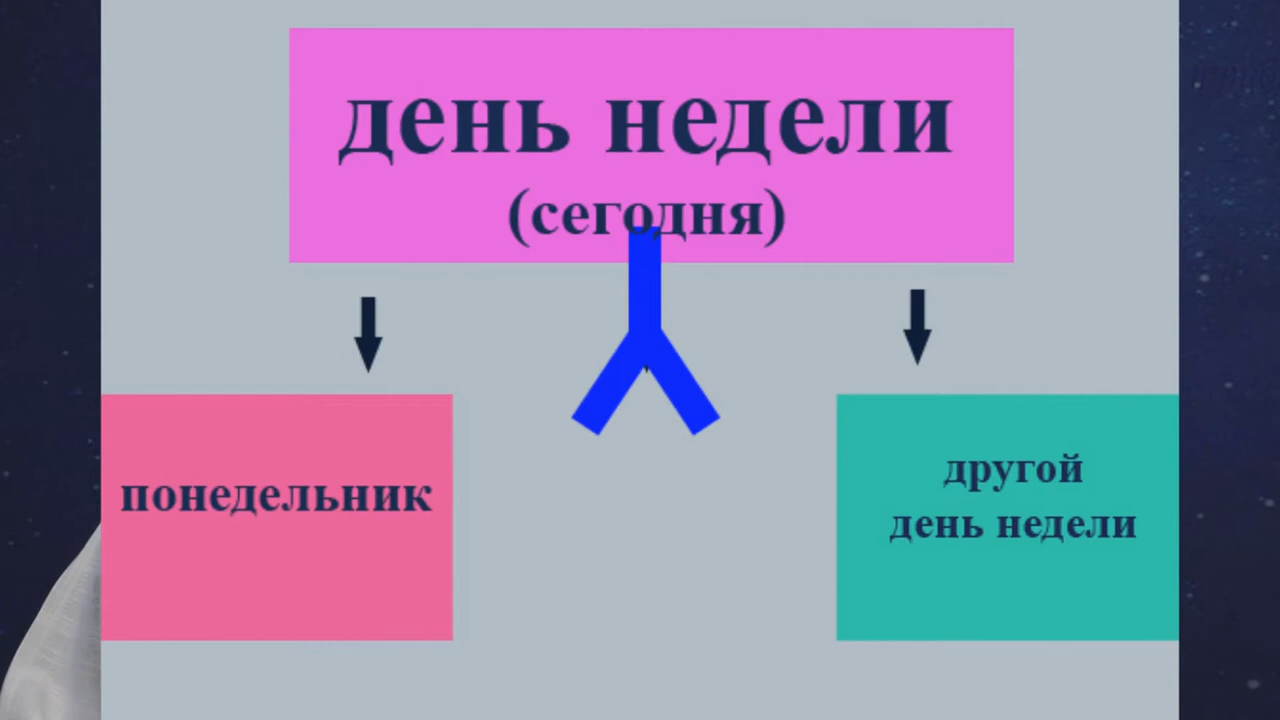 день недели
(сегодня)
понедельник
другой
день недели